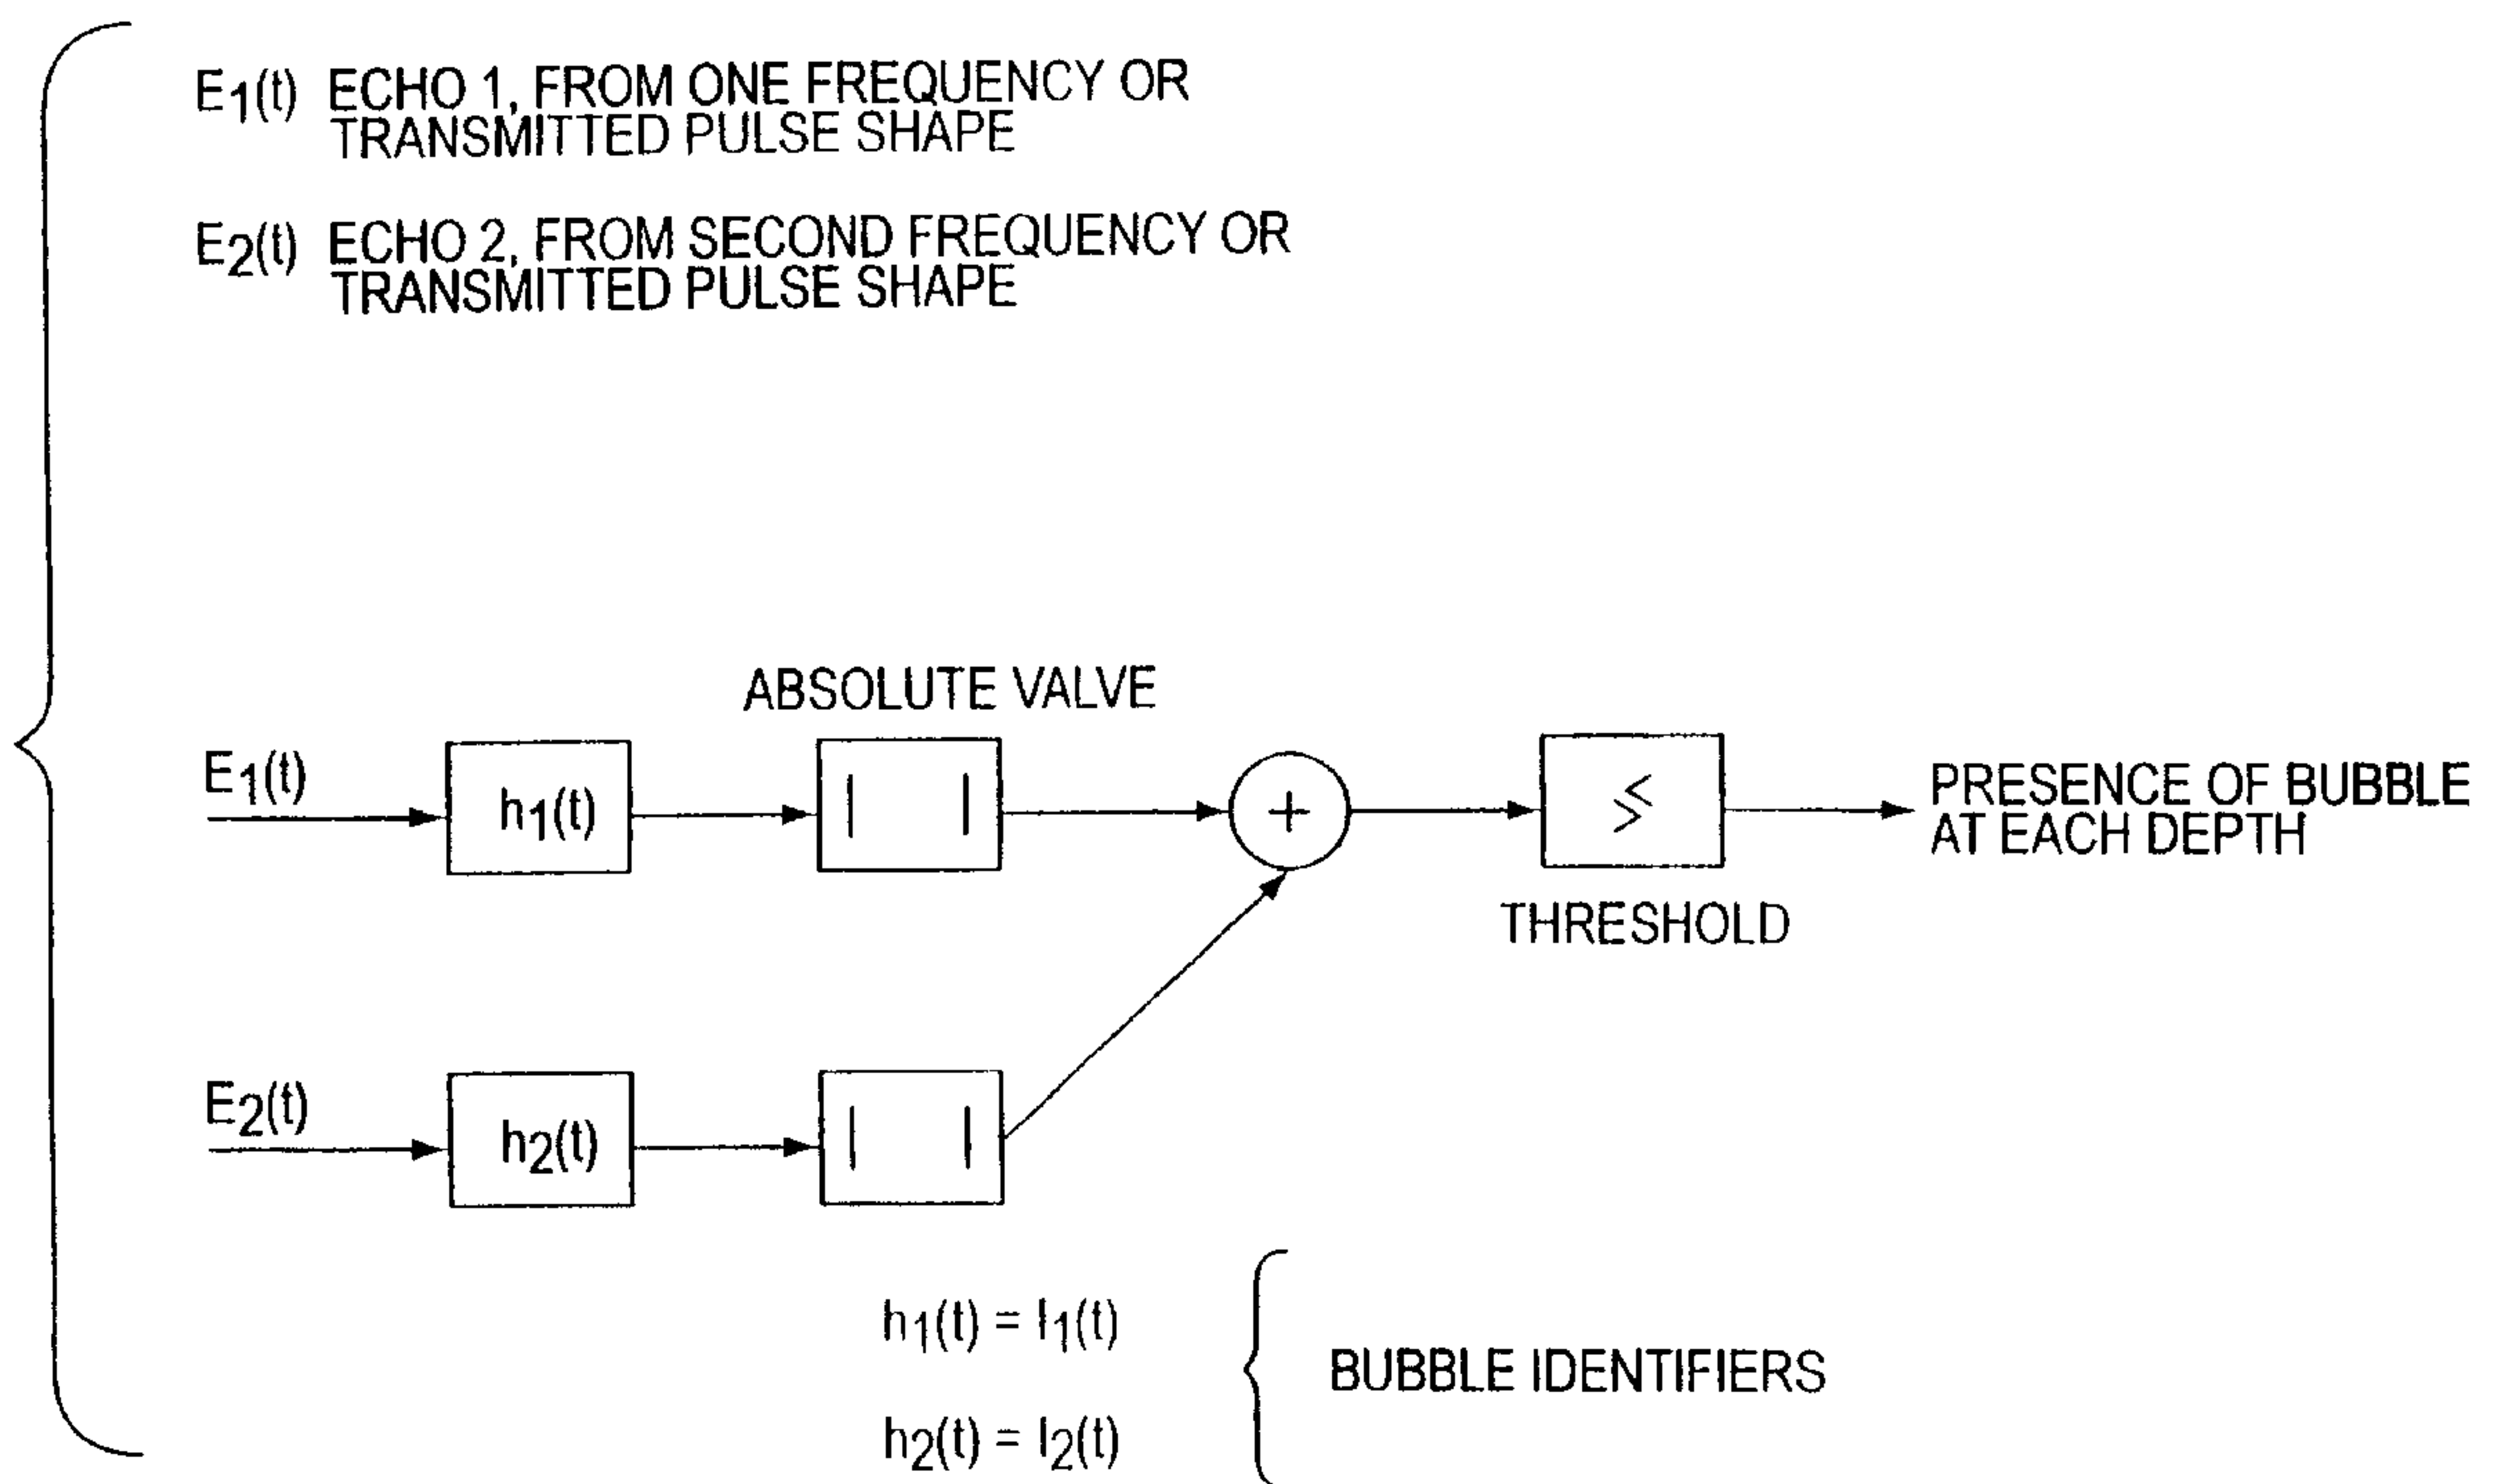 E1(t) ECHO 1, FROM ONE FREQUENCY OR
TRANSMITTED PULSE SHAPE
E2(t) ECHO 2, FROM SECOND FREQUENCY OR
TRANSMITTED PULSE SHAPE
ABSOLUTE VALVE
E1(t)
h1(t)
| |
+
≶
PRESENCE OF BUBBLE
AT EACH DEPTH
THRESHOLD
E2(t)
h2(t)
| |
h1(t) = I1(t)
BUBBLE IDENTIFIERS
h2(t) = I2(t)